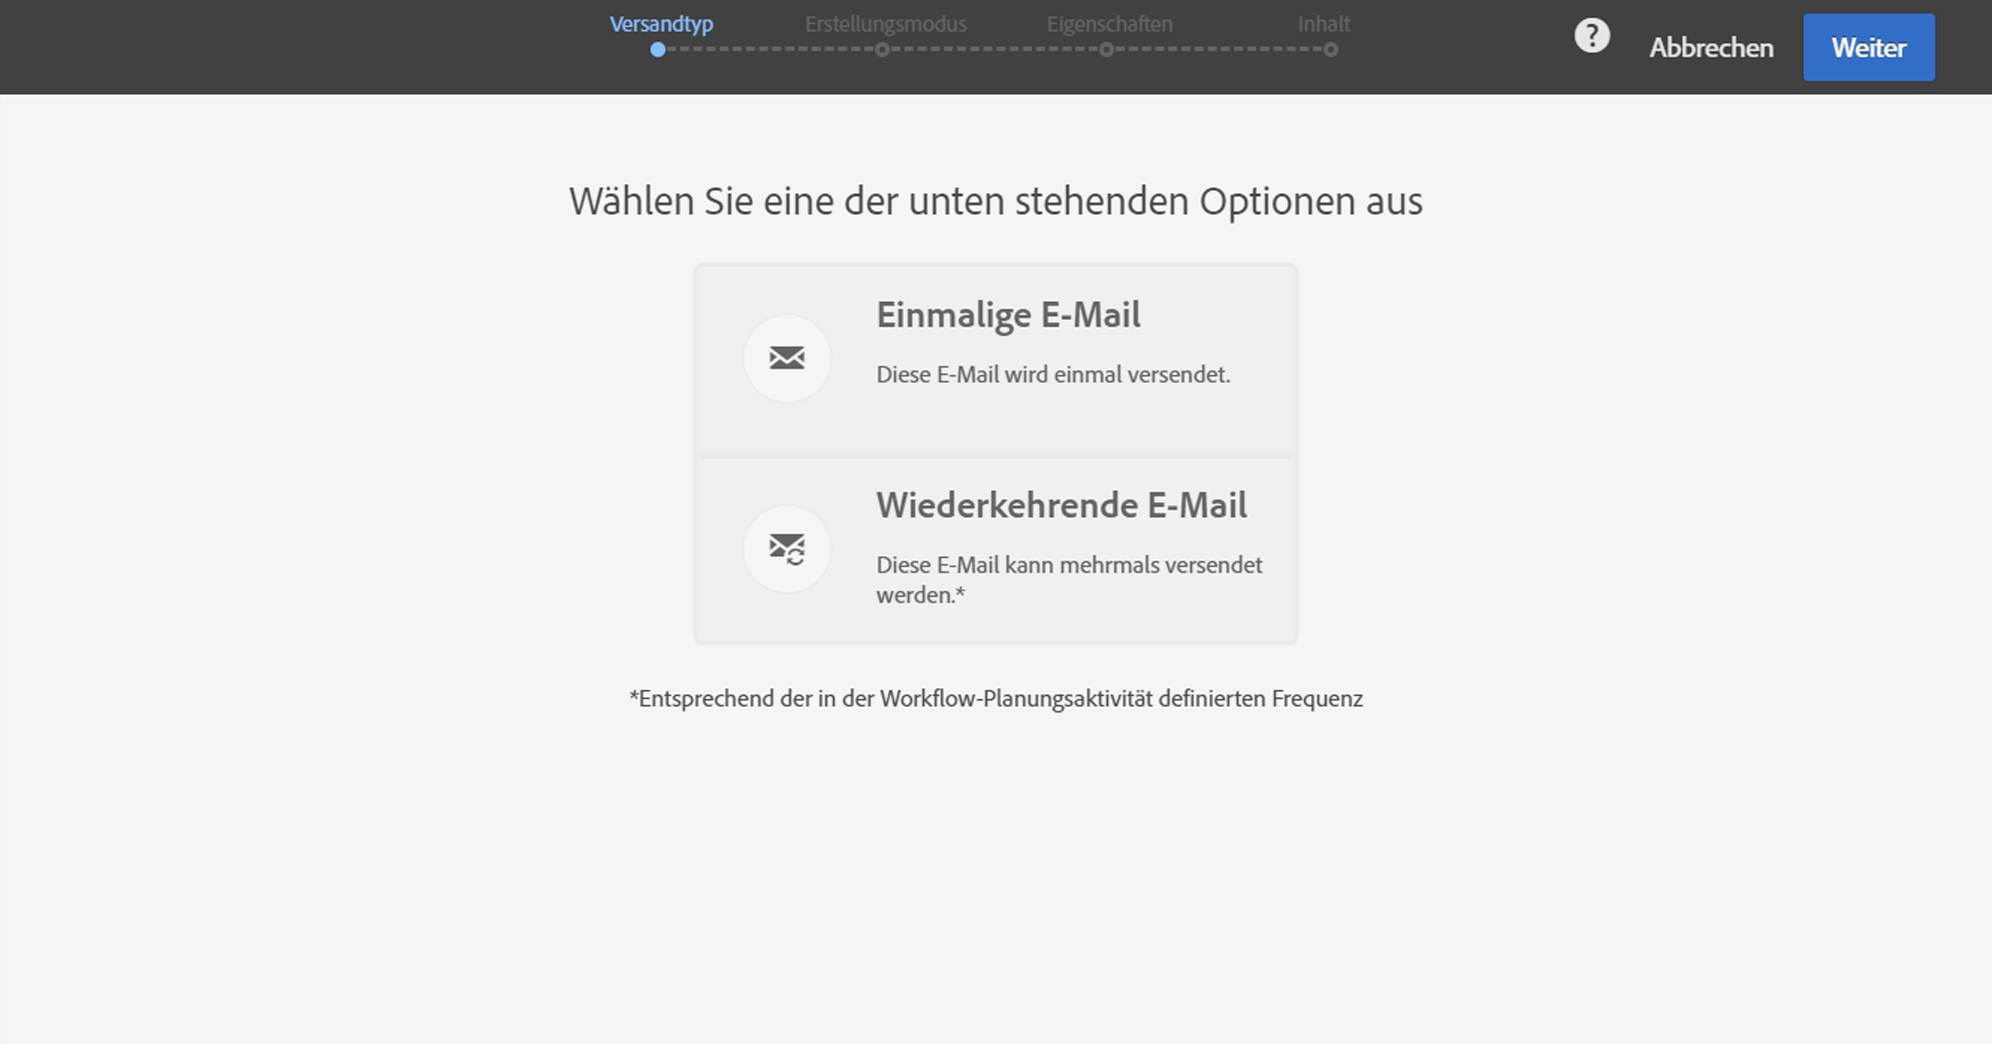 Versandtyp Erstellungsmodus Eigenschaften Inhalt
? Abbrechen Weiter
Wählen Sie eine der unten stehenden Optionen aus
Einmalige E-Mail
Diese E-Mail wird einmal versendet.
Wiederkehrende E-Mail
Diese E-Mail kann mehrmals versendet
werden.*
*Entsprechend der in der Workflow-Planungsaktivität definierten Frequenz